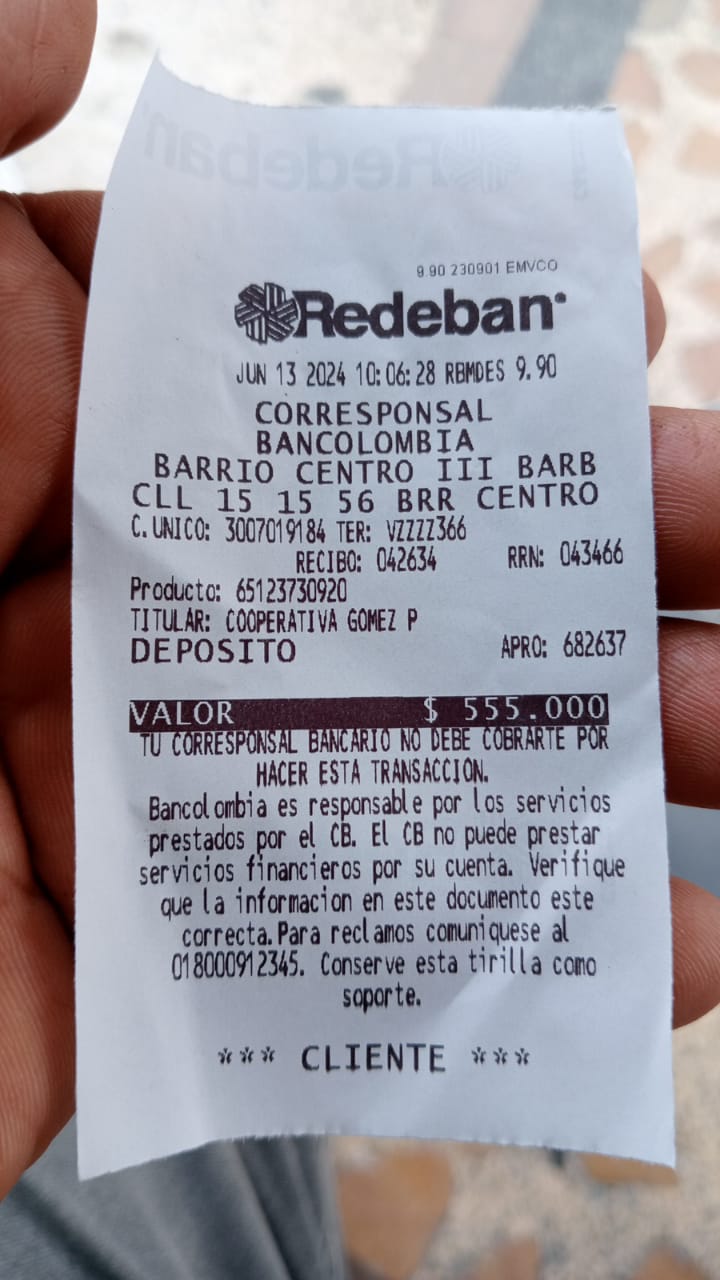 9.90 230901 EMVCO
Redeban
JUN 13 2024 10:06:28 RBMDES 9.90
CORRESPONSAL
BANCOLOMBIA
BARRIO CENTRO III BARB
CLL 15 15 56 BRR CENTRO
C. UNICO: 3007019184 TER: VZZZZ366
RECIBO: 042634 RRN: 043466
Producto: 65123730920
TITULAR: COOPERATIVA GOMEZ P
DEPOSITO APRO: 682637
VALOR $ 555.000
TU CORRESPONSAL BANCARIO NO DEBE COBRARTE POR
HACER ESTA TRANSACCION.
Bancolombia es responsable por los servicios
prestados por el CB. El CB no puede prestar
servicios financieros por su cuenta. Verifique
que la informacion en este documento este
correcta.Para reclamos comuniquese al
018000912345. Conserve esta tirilla como
soporte.
*** CLIENTE ***